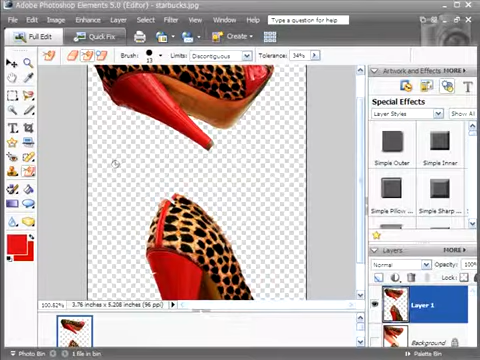 Adobe Photoshop Elements 5.0 (Editor) - starbucks.jpg
File Edit Image Enhance Layer Select Filter View Window Help Type a question for help
Full Edit Quick Fix Create
Brush: 13 Limits: Discontiguous Tolerance: 34%
Artwork and Effects MORE
Special Effects
Layer Styles Show All
Simple Outer Simple Inner
Simple Pillow ... Simple Sharp ...
Layers MORE
Normal Opacity: 100%
Lock:
Layer 1
Background
100.62% 3.76 inches x 5.208 inches (96 ppi)
Photo Bin 1 file in bin Palette Bin MORE